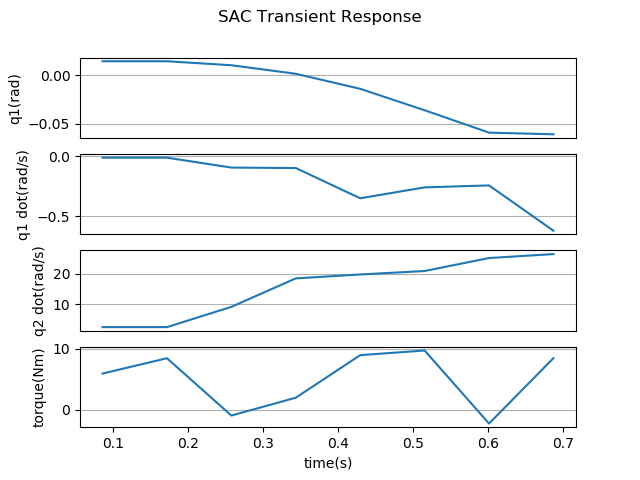 SAC Transient Response
q1(rad)
0.00
−0.05
q1 dot(rad/s)
0.0
−0.5
q2 dot(rad/s)
20
10
torque(Nm)
10
0
0.1 0.2 0.3 0.4 0.5 0.6 0.7
time(s)